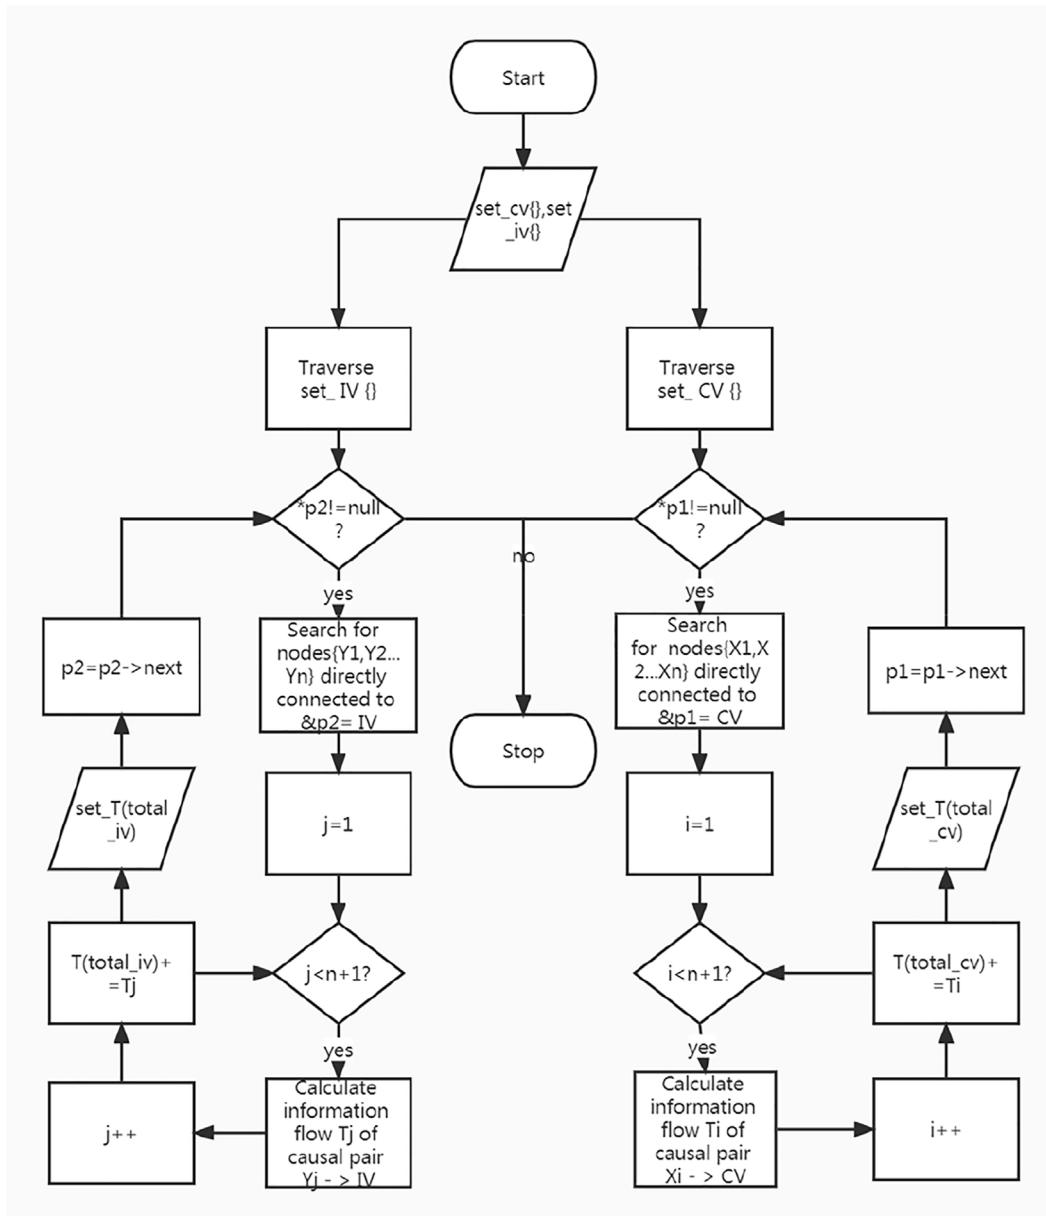 Start
set_cv{},set
_iv{}
Traverse
set_ IV {}
Traverse
set_ CV {}
*p2!=null
?
*p1!=null
?
no
yes
yes
p2=p2->next
Search for
nodes{Y1,Y2...
Yn} directly
connected to
&p2= IV
Stop
Search
for nodes{X1,X
2...Xn} directly
connected to
&p1= CV
p1=p1->next
set_T(total
_iv)
j=1
i=1
set_T(total
_cv)
T(total_iv)+
=Tj
j<n+1?
i<n+1?
T(total_cv)+
=Ti
yes
yes
j++
Calculate
information
flow Tj of
causal pair
Yj - > IV
Calculate
information
flow Ti of
causal pair
Xi - > CV
i++